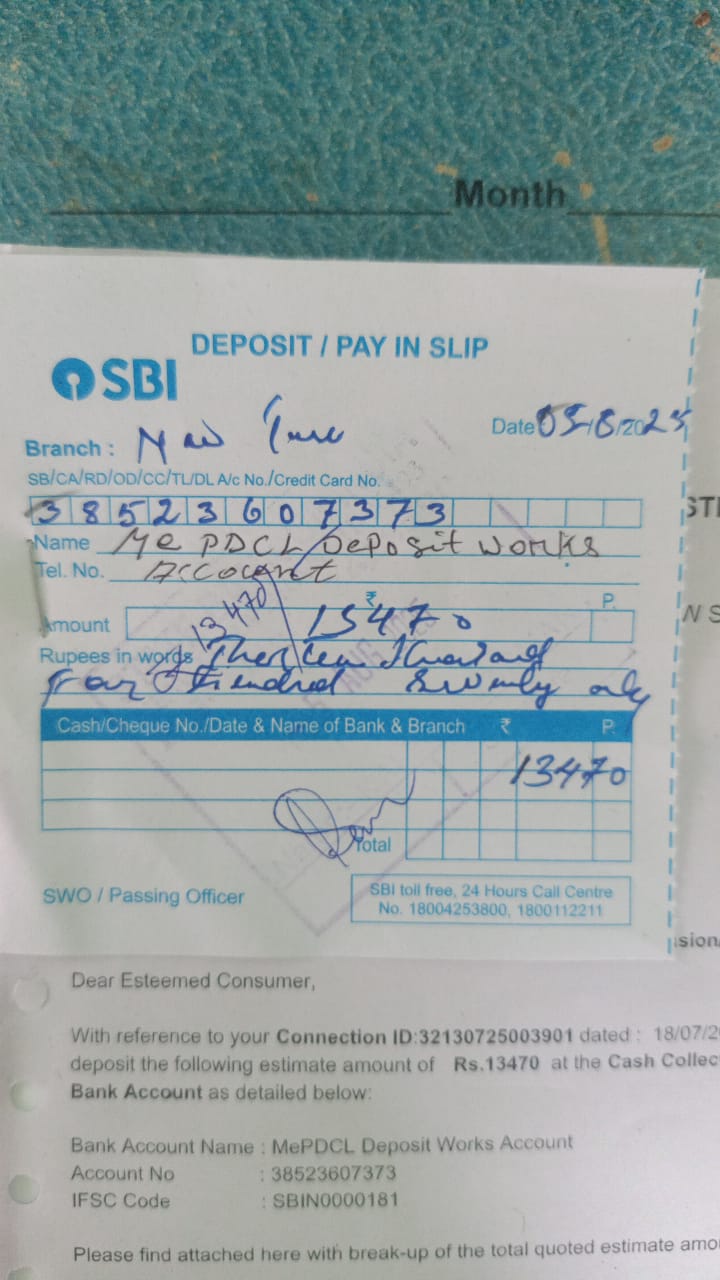 Month
DEPOSIT / PAY IN SLIP
SBI
Branch :
Date 05/8/2025
SB/CA/RD/OD/CC/TL/DL A/c No./Credit Card No.
38523607373
Name MePDCL Deposit Works
Tel. No. Account
₹ P.
13470
Amount 13470
Rupees in words Thousand
only
Cash/Cheque No./Date & Name of Bank & Branch ₹ P.
13470
Total
SWO / Passing Officer
SBI toll free, 24 Hours Call Centre
No. 18004253800, 1800112211
Dear Esteemed Consumer,
With reference to your Connection ID:32130725003901 dated : 18/07/2
deposit the following estimate amount of Rs.13470 at the Cash Collec
Bank Account as detailed below:
Bank Account Name : MePDCL Deposit Works Account
Account No : 38523607373
IFSC Code : SBIN0000181
Please find attached here with break-up of the total quoted estimate amo